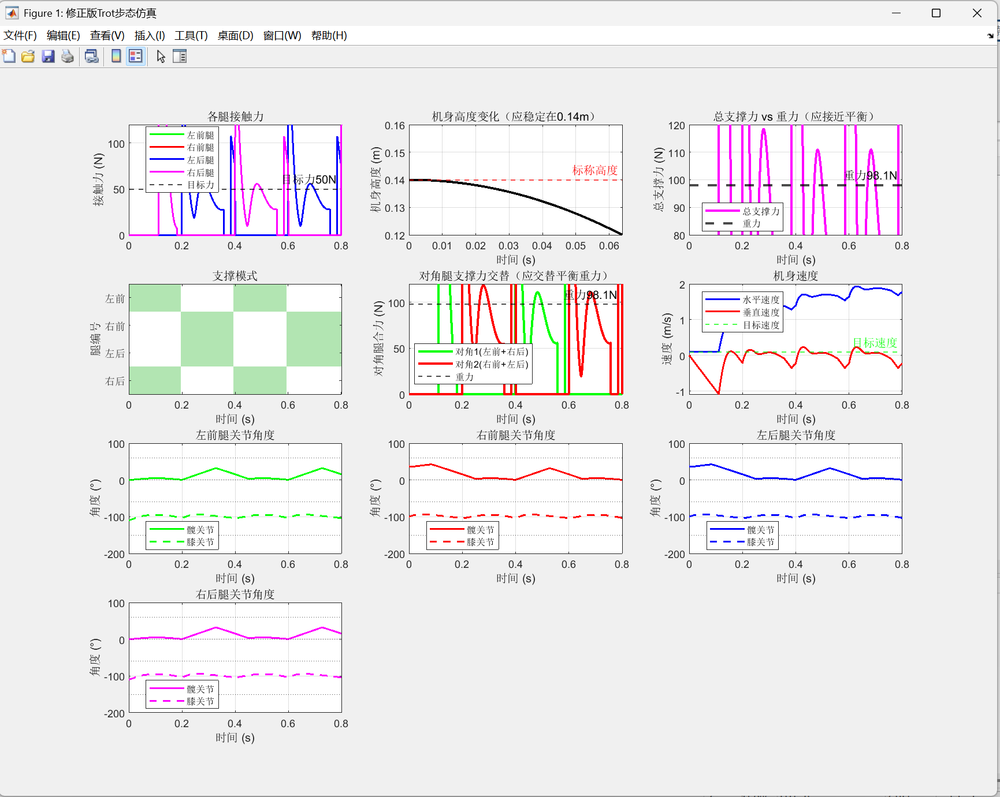 Figure 1: 修正版Trot步态仿真
文件(F) 编辑(E) 查看(V) 插入(I) 工具(T) 桌面(D) 窗口(W) 帮助(H)
各腿接触力
接触力 (N)
100
50
0
左前腿
右前腿
左后腿
右后腿
目标力
目标力50N
0 0.2 0.4 0.6 0.8
机身高度变化（应稳定在0.14m）
机身高度 (m)
0.16
0.15
0.14
0.13
0.12
标称高度
0 0.01 0.02 0.03 0.04 0.05 0.06
时间 (s)
总支撑力 vs 重力（应接近平衡）
总支撑力 (N)
120
110
100
90
80
重力98.1N
总支撑力
重力
0 0.2 0.4 0.6 0.8
时间 (s)
支撑模式
腿编号
左前
右前
左后
右后
0 0.2 0.4 0.6 0.8
时间 (s)
对角腿支撑力交替（应交替平衡重力）
对角腿合力 (N)
100
50
0
重力98.1N
对角1(左前+右后)
对角2(右前+左后)
重力
0 0.2 0.4 0.6 0.8
时间 (s)
机身速度
速度 (m/s)
2
1
0
-1
水平速度
垂直速度
目标速度
目标速度
0 0.2 0.4 0.6 0.8
时间 (s)
左前腿关节角度
角度 (°)
100
0
-100
-200
髋关节
膝关节
0 0.2 0.4 0.6 0.8
时间 (s)
右前腿关节角度
角度 (°)
100
0
-100
-200
髋关节
膝关节
0 0.2 0.4 0.6 0.8
时间 (s)
左后腿关节角度
角度 (°)
100
0
-100
-200
髋关节
膝关节
0 0.2 0.4 0.6 0.8
时间 (s)
右后腿关节角度
角度 (°)
100
0
-100
-200
髋关节
膝关节
0 0.2 0.4 0.6 0.8
时间 (s)